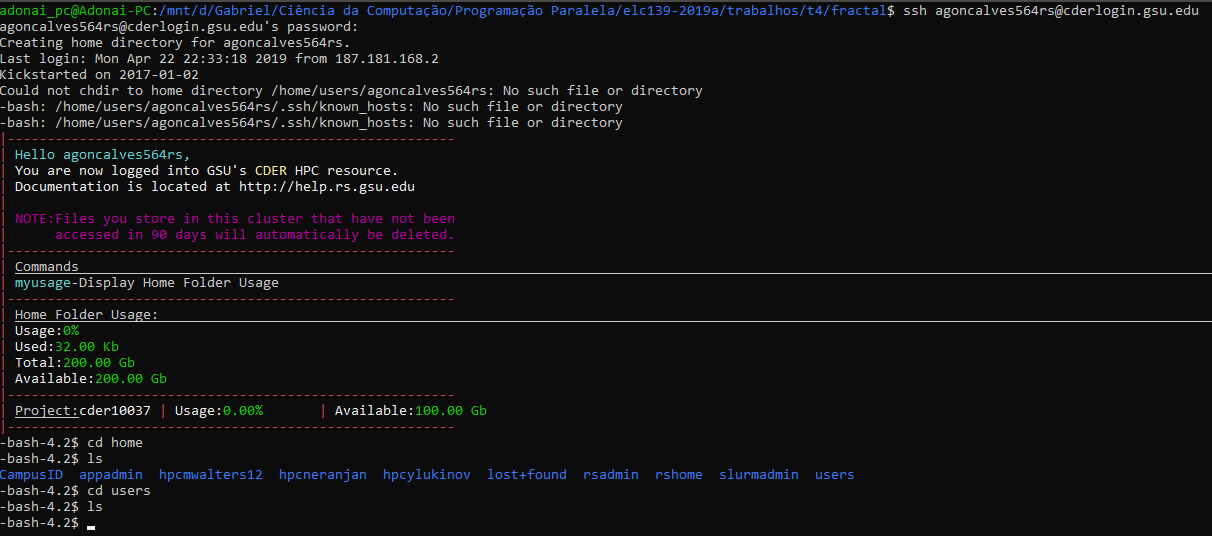 adonai_pc@Adonai-PC:/mnt/d/Gabriel/Ciência da Computação/Programação Paralela/elc139-2019a/trabalhos/t4/fractal$ ssh agoncalves564rs@cderlogin.gsu.edu
agoncalves564rs@cderlogin.gsu.edu's password:
Creating home directory for agoncalves564rs.
Last login: Mon Apr 22 22:33:18 2019 from 187.181.168.2
Kickstarted on 2017-01-02
Could not chdir to home directory /home/users/agoncalves564rs: No such file or directory
-bash: /home/users/agoncalves564rs/.ssh/known_hosts: No such file or directory
-bash: /home/users/agoncalves564rs/.ssh/known_hosts: No such file or directory
|--------------------------------------------------------
| Hello agoncalves564rs,
| You are now logged into GSU's CDER HPC resource.
| Documentation is located at http://help.rs.gsu.edu
|
| NOTE:Files you store in this cluster that have not been
|      accessed in 90 days will automatically be deleted.
|--------------------------------------------------------
| Commands
| myusage-Display Home Folder Usage
|--------------------------------------------------------
| Home Folder Usage:
| Usage:0%
| Used:32.00 Kb
| Total:200.00 Gb
| Available:200.00 Gb
|--------------------------------------------------------
| Project:cder10037 | Usage:0.00%       | Available:100.00 Gb
|--------------------------------------------------------
-bash-4.2$ cd home
-bash-4.2$ ls
CampusID  appadmin  hpcmwalters12  hpcneranjan  hpcylukinov  lost+found  rsadmin  rshome  slurmadmin  users
-bash-4.2$ cd users
-bash-4.2$ ls
-bash-4.2$